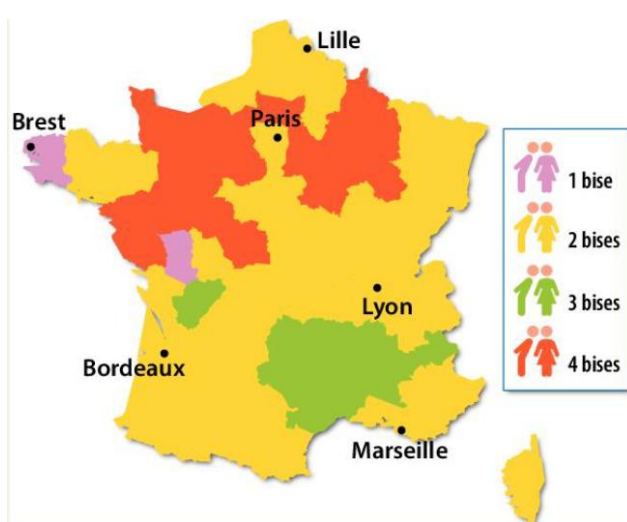 Lille
Brest
Paris
Lyon
Bordeaux
Marseille
1 bise
2 bises
3 bises
4 bises